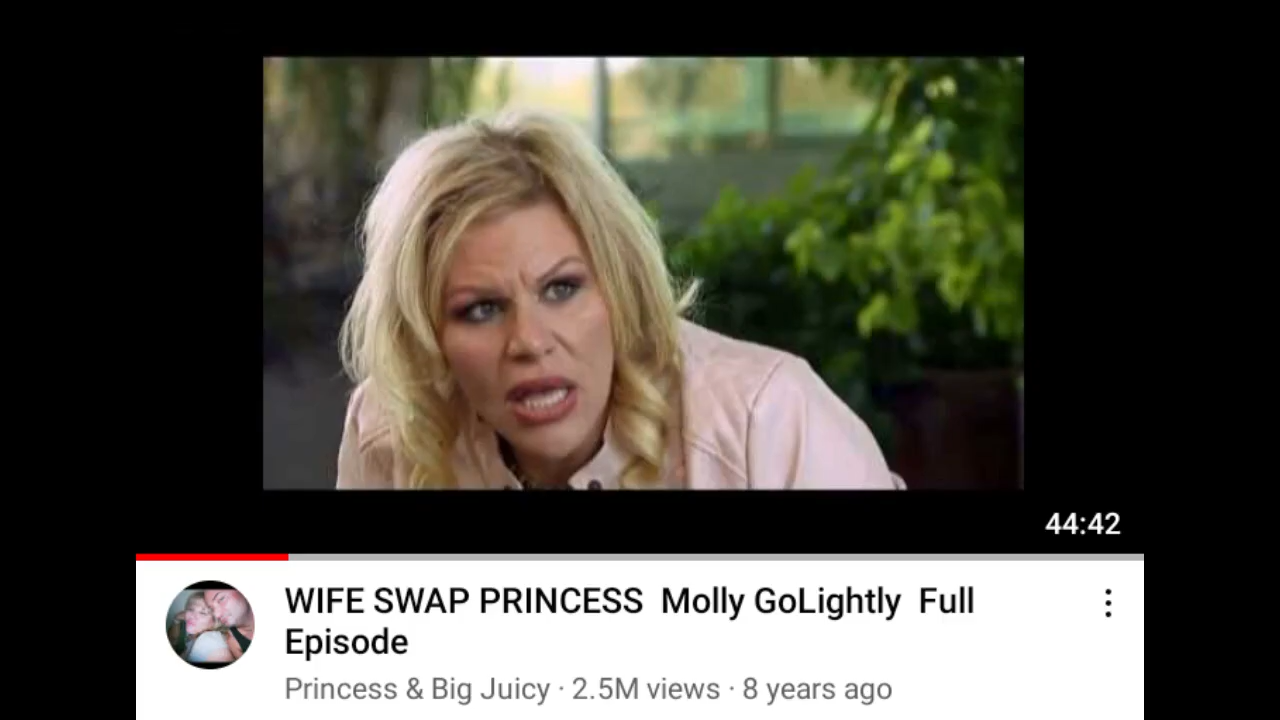 44:42
WIFE SWAP PRINCESS  Molly GoLightly  Full
Episode
Princess & Big Juicy · 2.5M views · 8 years ago